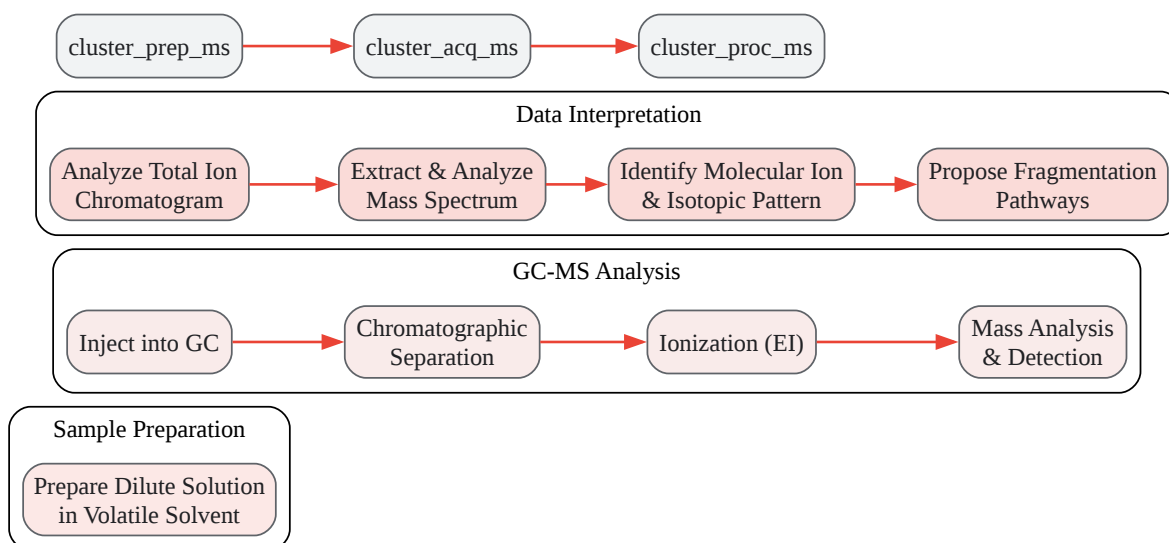 cluster_prep_ms
cluster_acq_ms
cluster_proc_ms
Data Interpretation
Analyze Total Ion
Chromatogram
Extract & Analyze
Mass Spectrum
Identify Molecular Ion
& Isotopic Pattern
Propose Fragmentation
Pathways
GC-MS Analysis
Inject into GC
Chromatographic
Separation
Ionization (EI)
Mass Analysis
& Detection
Sample Preparation
Prepare Dilute Solution
in Volatile Solvent